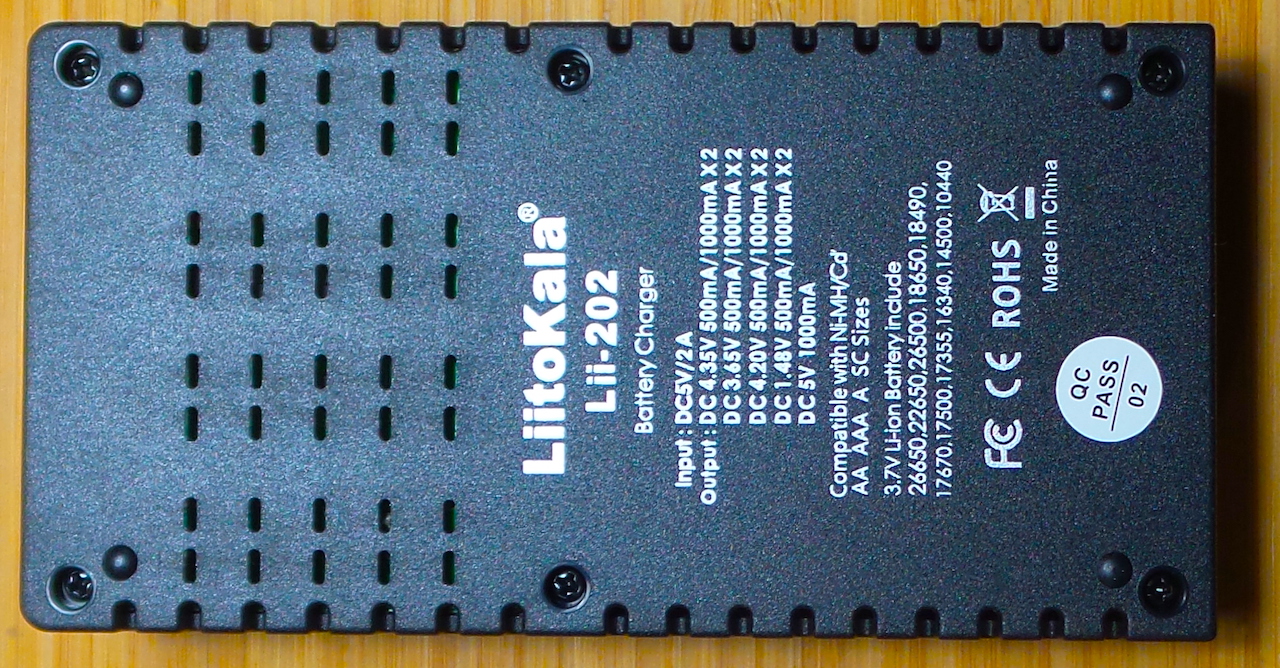 LiitoKala®
Lii-202
Battery Charger
Input : DC5V/2A
Output : DC 4.35V 500mA/1000mA X 2
DC 3.65V 500mA/1000mA X 2
DC 4.20V 500mA/1000mA X 2
DC 1.48V 500mA/1000mA X 2
DC 5V 1000mA
Compatible with Ni-MH/Cd'
AA AAA A SC Sizes
3.7V Li-ion Battery include
26650,22650,26500,18650,18490,
17670,17500,17355,16340,14500,10440
FC CE ROHS
Made in China
QC
PASS
02